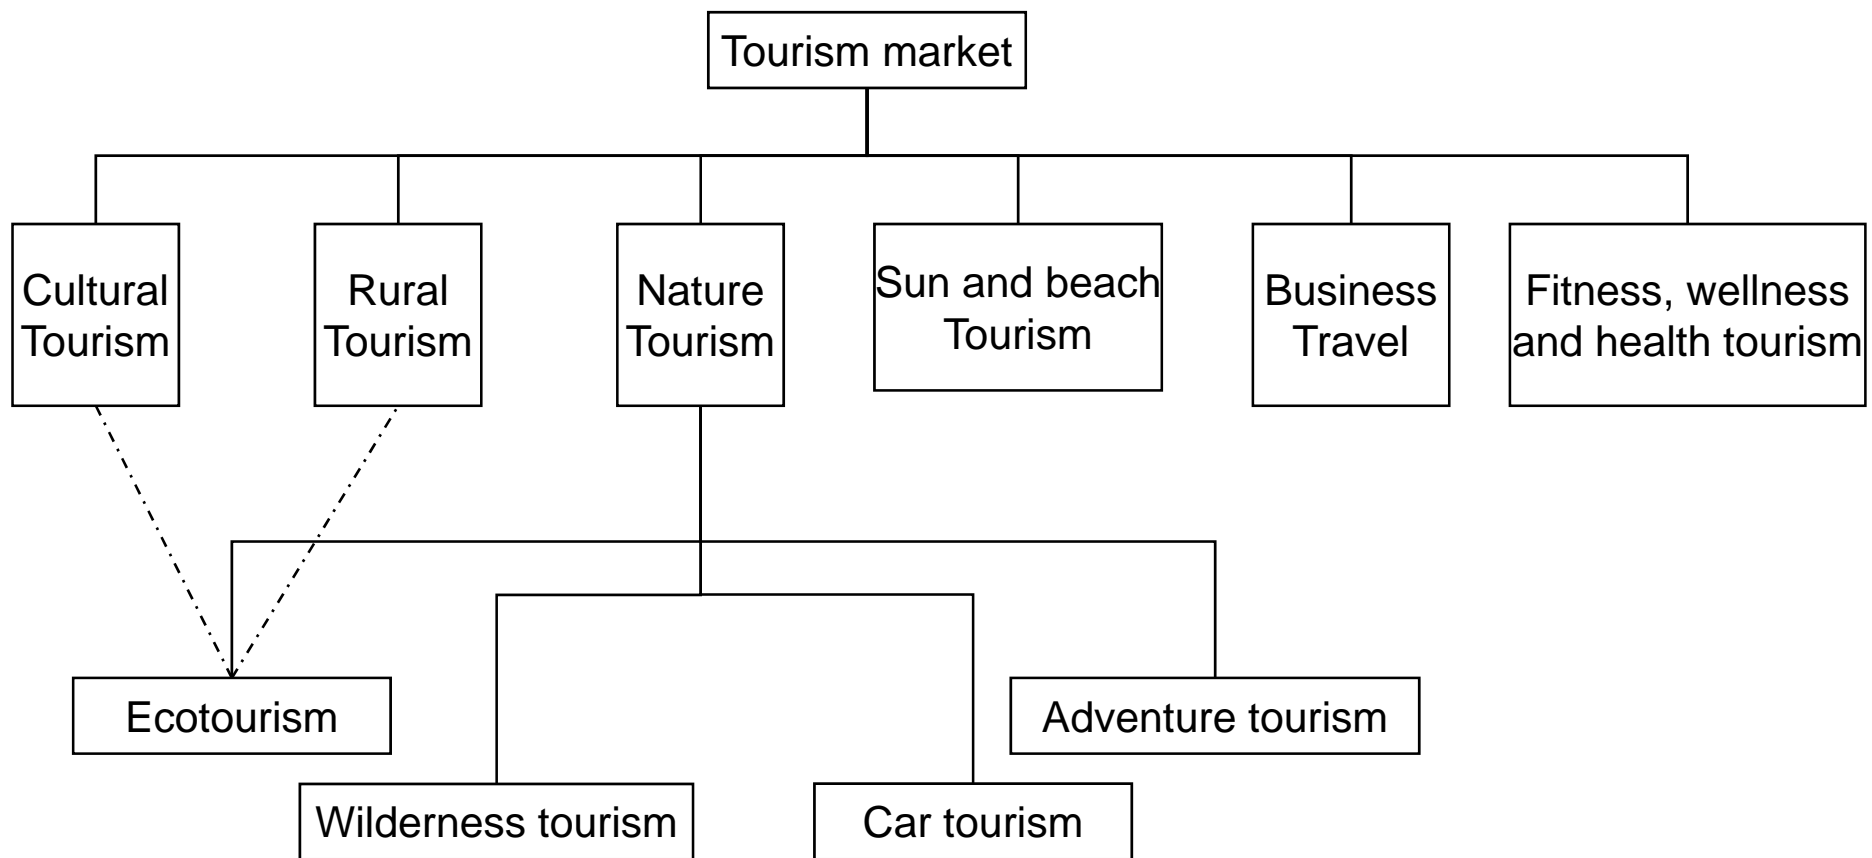 Tourism market
Cultural
Tourism
Rural
Tourism
Nature
Tourism
Sun and beach
Tourism
Business
Travel
Fitness, wellness
and health tourism
Ecotourism
Adventure tourism
Wilderness tourism
Car tourism